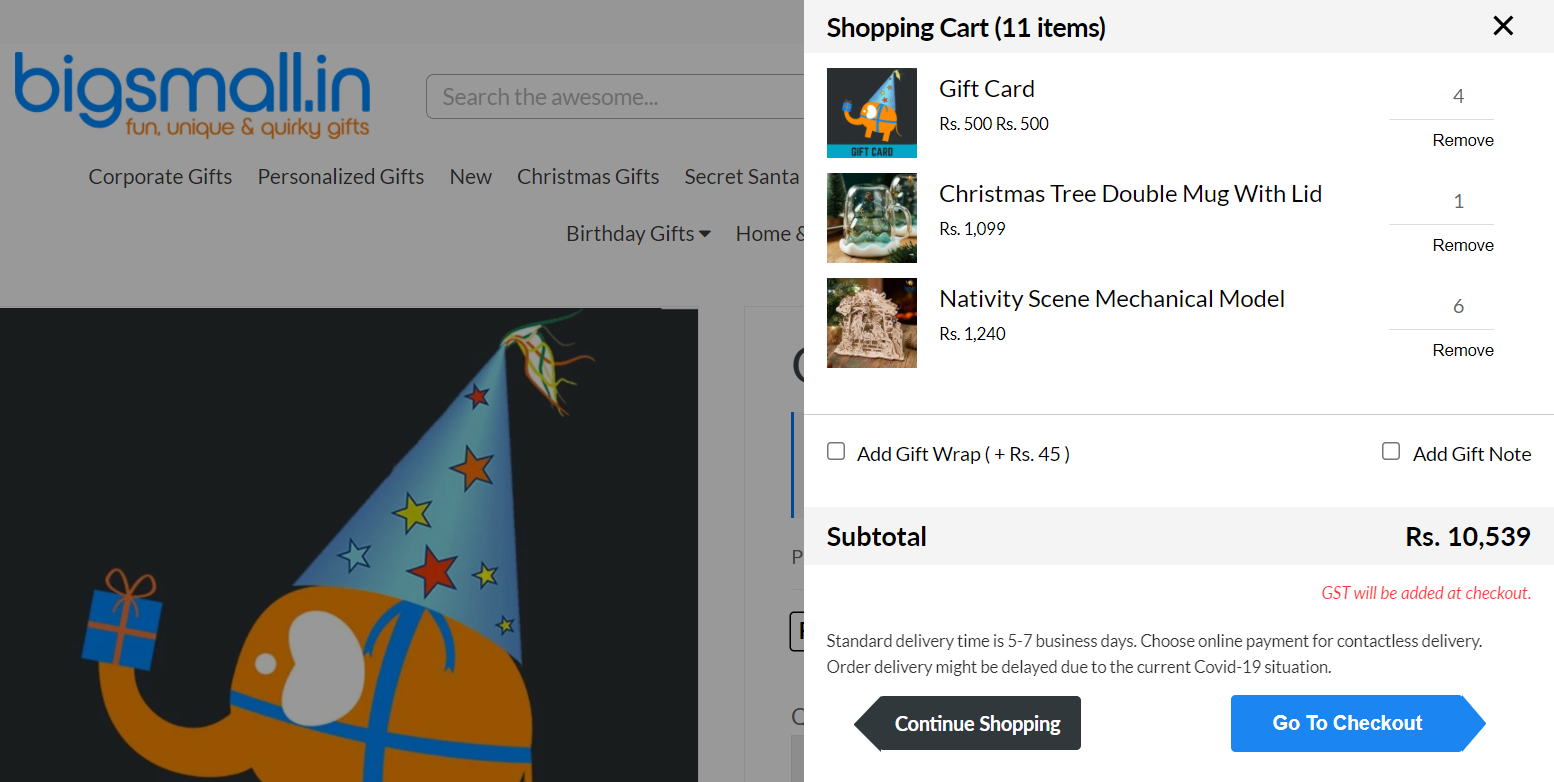 bigsmall.in
fun, unique & quirky gifts
Search the awesome...
Corporate Gifts Personalized Gifts New Christmas Gifts Secret Santa
Birthday Gifts Home &
Shopping Cart (11 items)
GIFT CARD
Gift Card
Rs. 500 Rs. 500
4
Remove
Christmas Tree Double Mug With Lid
Rs. 1,099
1
Remove
Nativity Scene Mechanical Model
Rs. 1,240
6
Remove
Add Gift Wrap ( + Rs. 45 )
Add Gift Note
Subtotal
Rs. 10,539
GST will be added at checkout.
Standard delivery time is 5-7 business days. Choose online payment for contactless delivery.
Order delivery might be delayed due to the current Covid-19 situation.
Continue Shopping
Go To Checkout